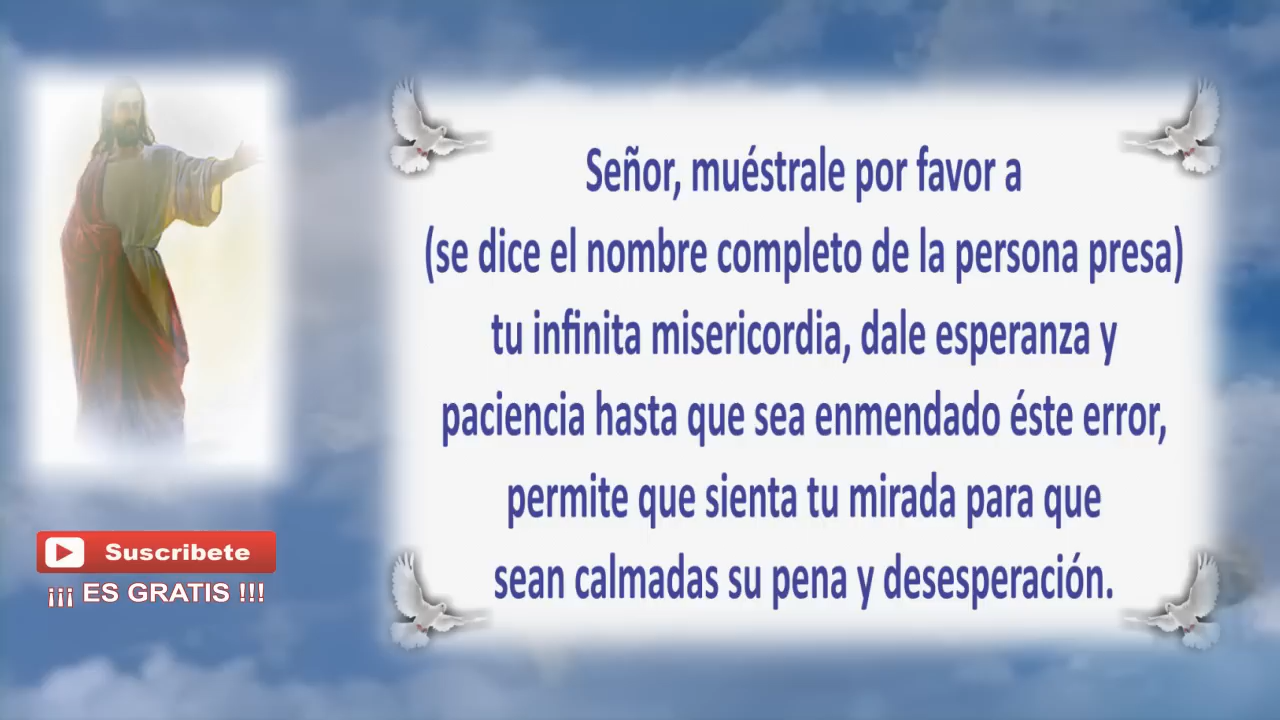 Señor, muéstrale por favor a
(se dice el nombre completo de la persona presa)
tu infinita misericordia, dale esperanza y
paciencia hasta que sea enmendado éste error,
permite que sienta tu mirada para que
sean calmadas su pena y desesperación.
Suscribete
¡¡¡ ES GRATIS !!!